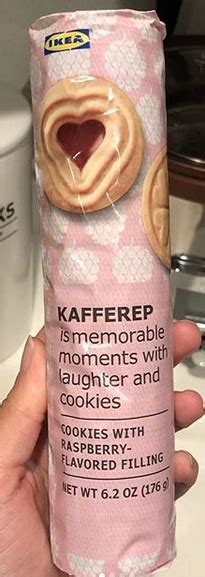 IKEA
KAFFEREP
is memorable
moments with
laughter and
cookies
COOKIES WITH
RASPBERRY-
FLAVORED FILLING
NET WT 6.2 OZ (176 g)